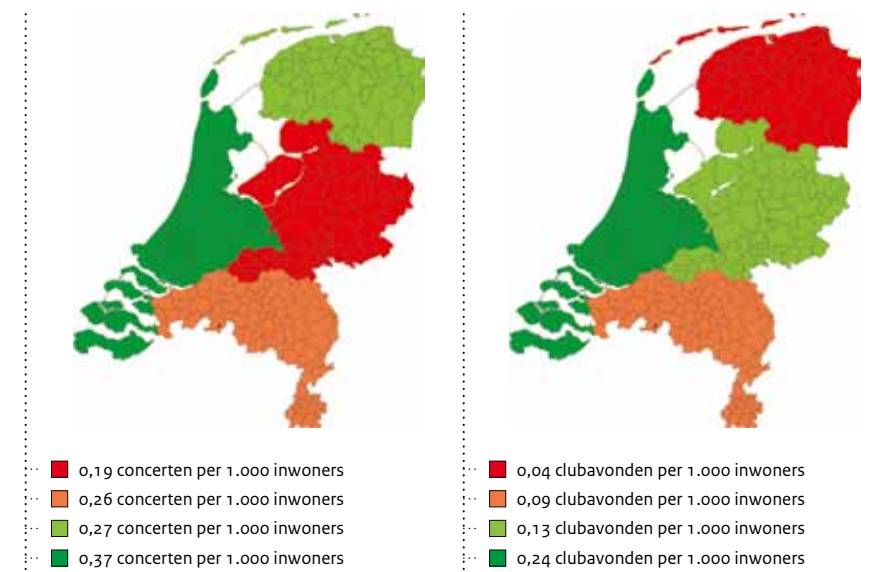 0,19 concerten per 1.000 inwoners
0,26 concerten per 1.000 inwoners
0,27 concerten per 1.000 inwoners
0,37 concerten per 1.000 inwoners
0,04 clubavonden per 1.000 inwoners
0,09 clubavonden per 1.000 inwoners
0,13 clubavonden per 1.000 inwoners
0,24 clubavonden per 1.000 inwoners